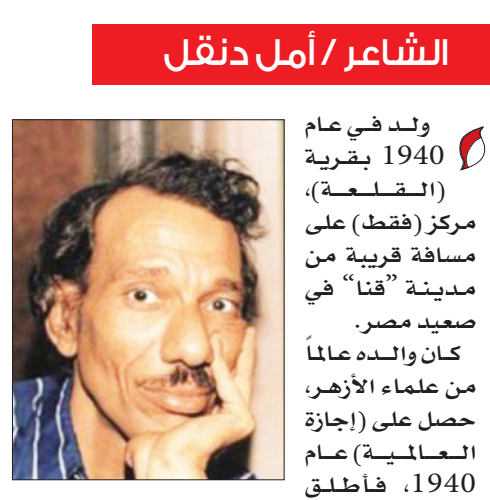 الشاعر / أمل دنقل
ولد في عام
1940 بقرية
(القلعة)،
مركز (فقط) على
مسافة قريبة من
مدينة "قنا" في
صعيد مصر.
كان والده عالماً
من علماء الأزهر،
حصل على (إجازة
العالمية) عام
1940، فأطلق